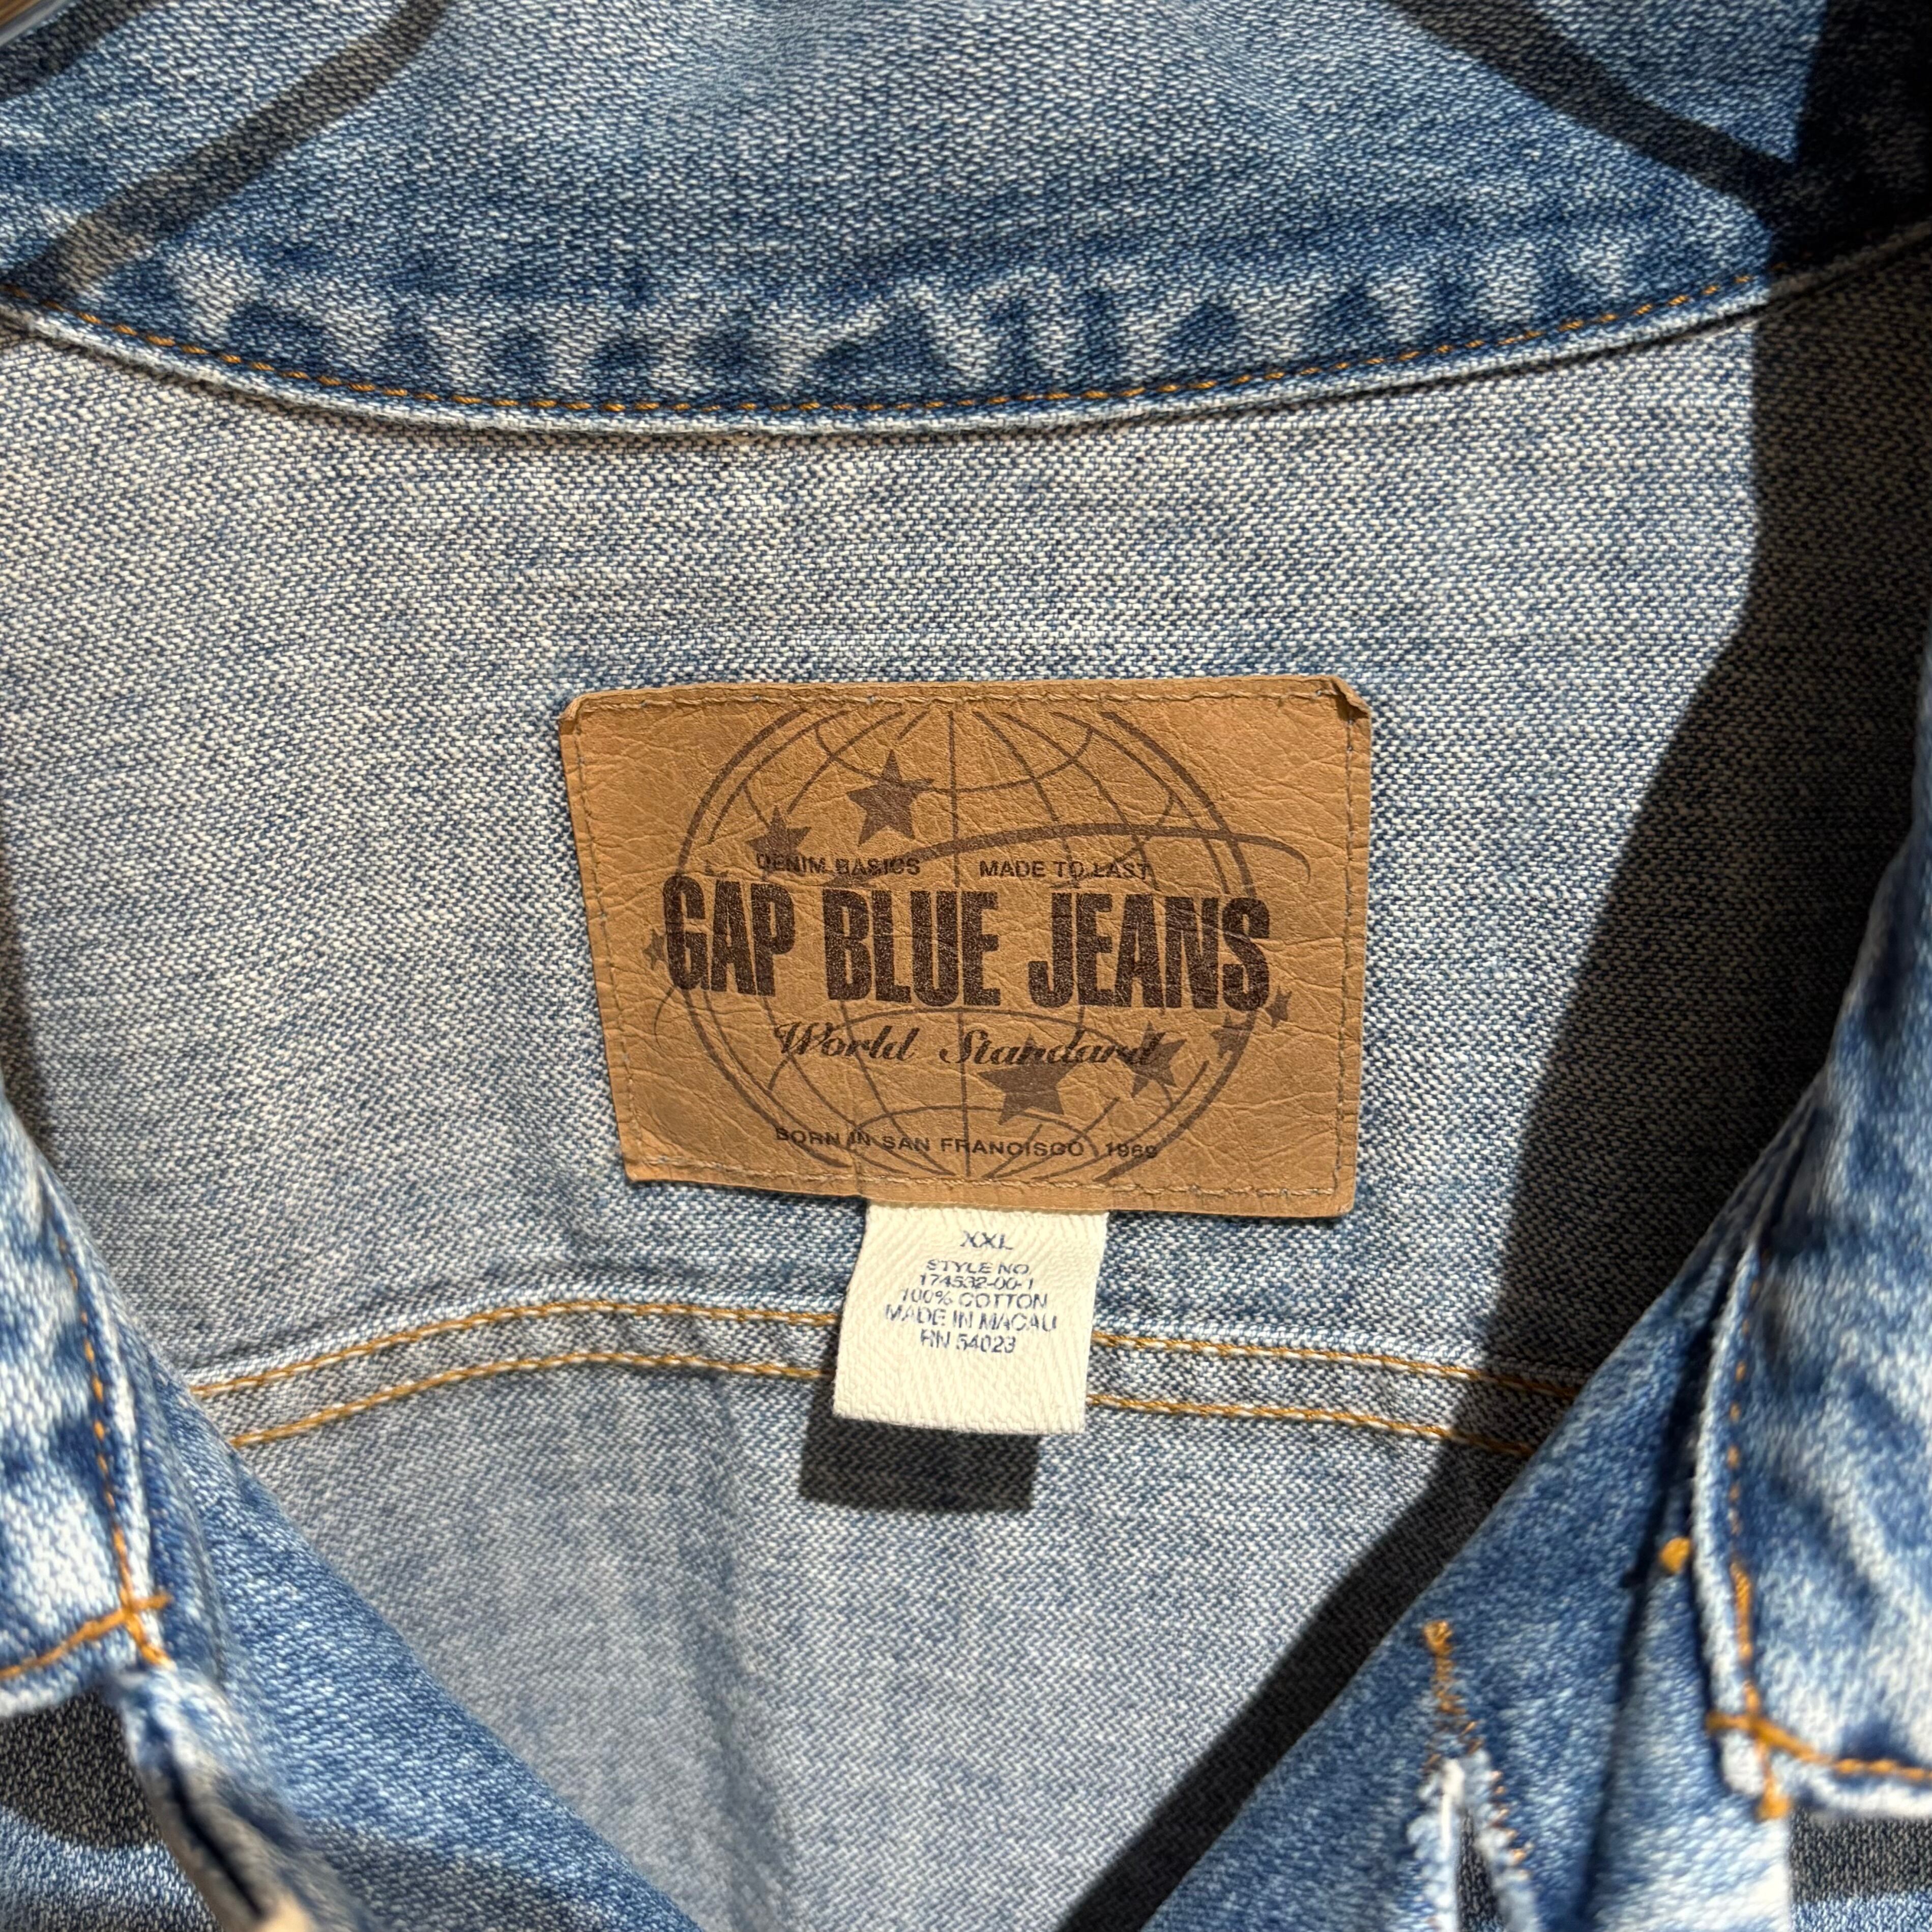 DENIM BASICS MADE TO LAST
GAP BLUE JEANS
World Standard
BORN IN SAN FRANCISCO 1969
XXL
STYLE NO.
174532-00-1
100% COTTON
MADE IN MACAU
RN 54023